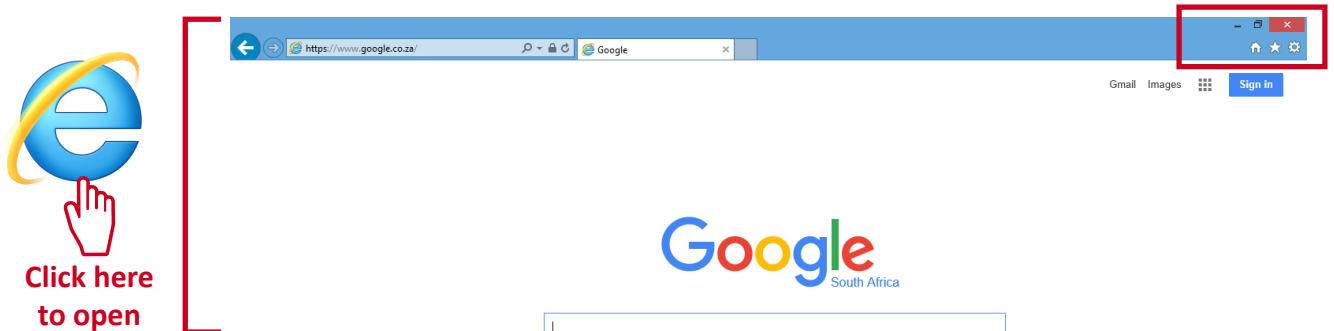 https://www.google.co.za/
Google
Gmail Images Sign in
Google
South Africa
Click here
to open